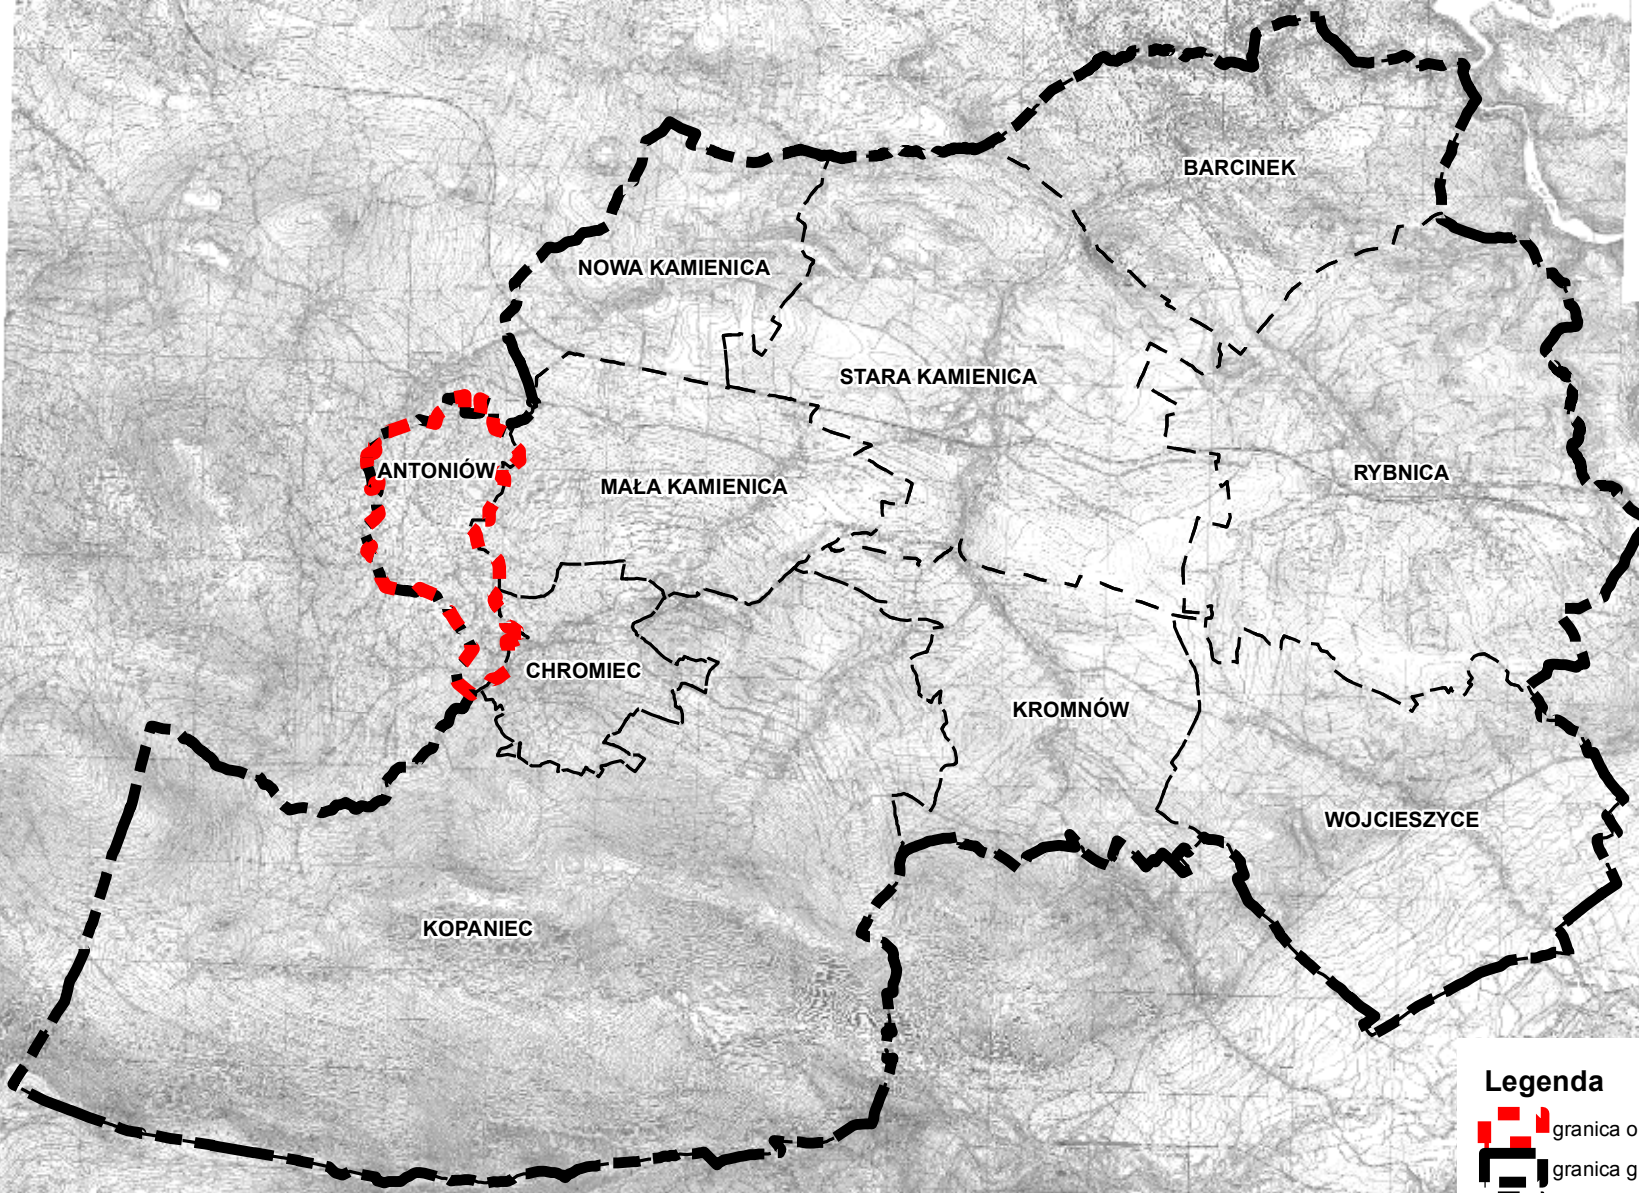 BARCINEK
NOWA KAMIENICA
STARA KAMIENICA
ANTONIÓW
MAŁA KAMIENICA
RYBNICA
CHROMIEC
KROMNÓW
WOJCIESZYCE
KOPANIEC
Legenda
granica o
granica g